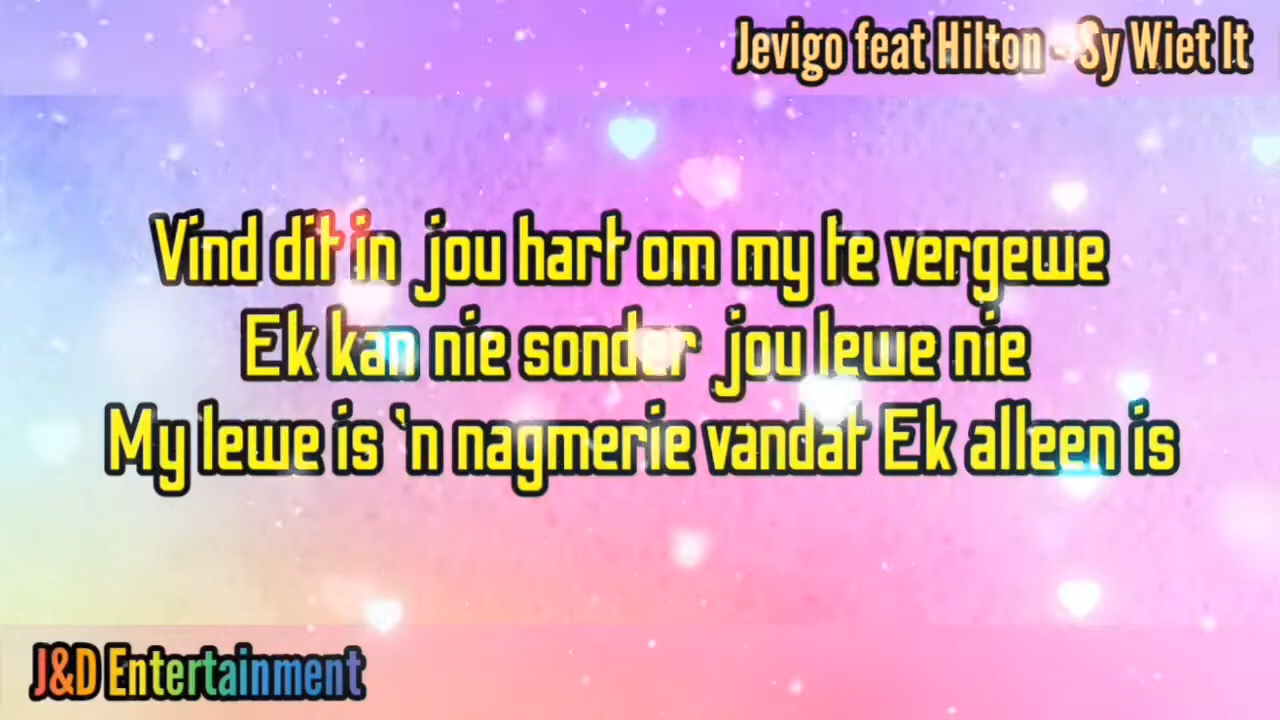 Jevigo feat Hilton - Sy Wiet It
Vind dit in jou hart om my te vergewe
Ek kan nie sonder jou lewe nie
My lewe is `n nagmerie vandat Ek alleen is
J&D Entertainment